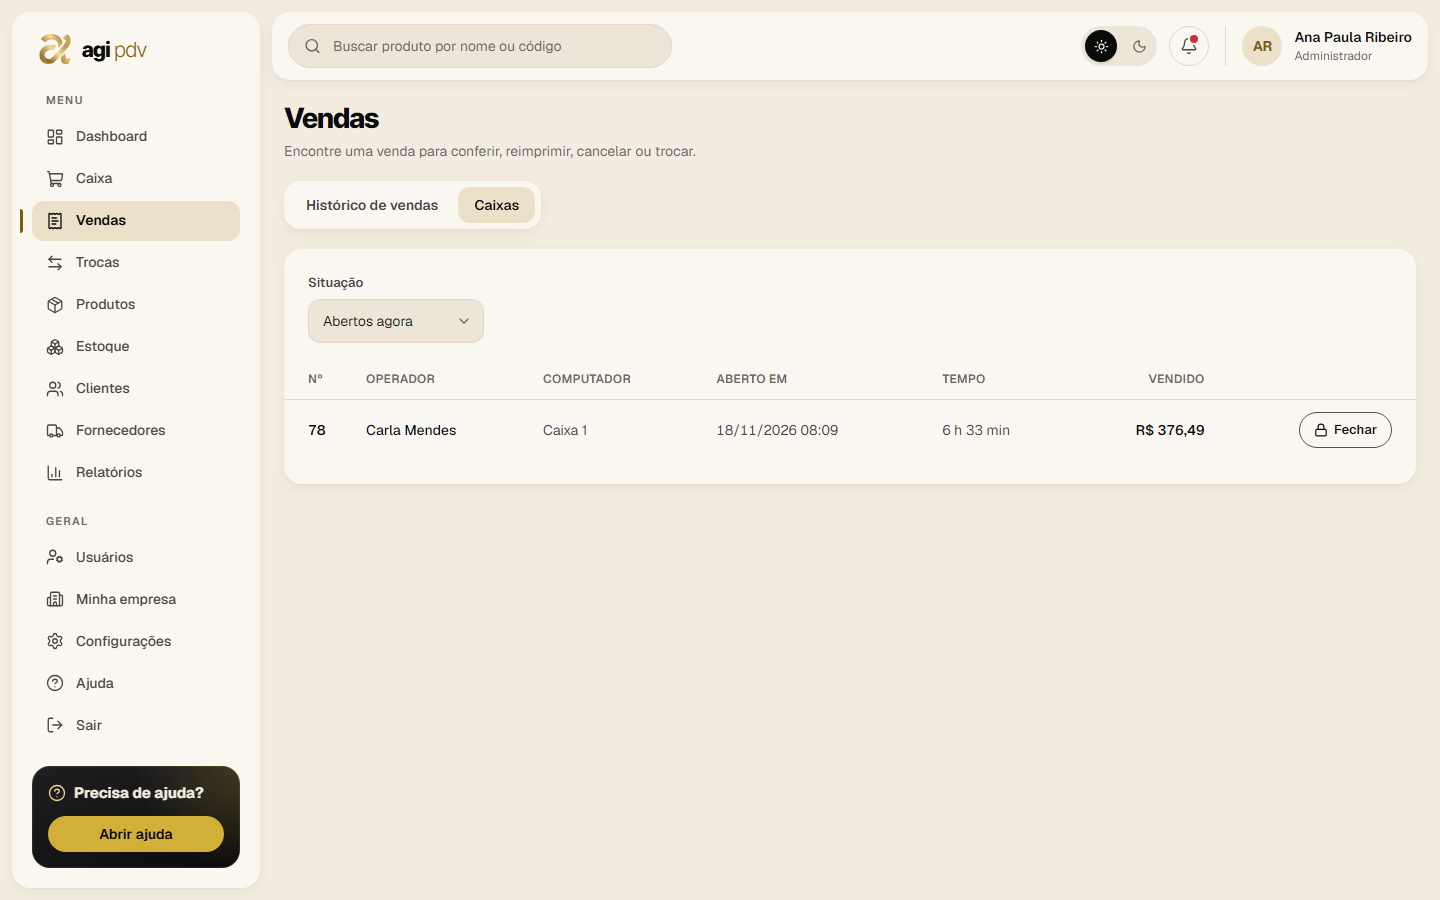 agi pdv
MENU
Dashboard
Caixa
Vendas
Trocas
Produtos
Estoque
Clientes
Fornecedores
Relatórios
GERAL
Usuários
Minha empresa
Configurações
Ajuda
Sair
Precisa de ajuda?
Abrir ajuda
Buscar produto por nome ou código
AR
Ana Paula Ribeiro
Administrador
Vendas
Encontre uma venda para conferir, reimprimir, cancelar ou trocar.
Histórico de vendas Caixas
Situação
Abertos agora
Nº OPERADOR COMPUTADOR ABERTO EM TEMPO VENDIDO
78 Carla Mendes Caixa 1 18/11/2026 08:09 6 h 33 min R$ 376,49 Fechar